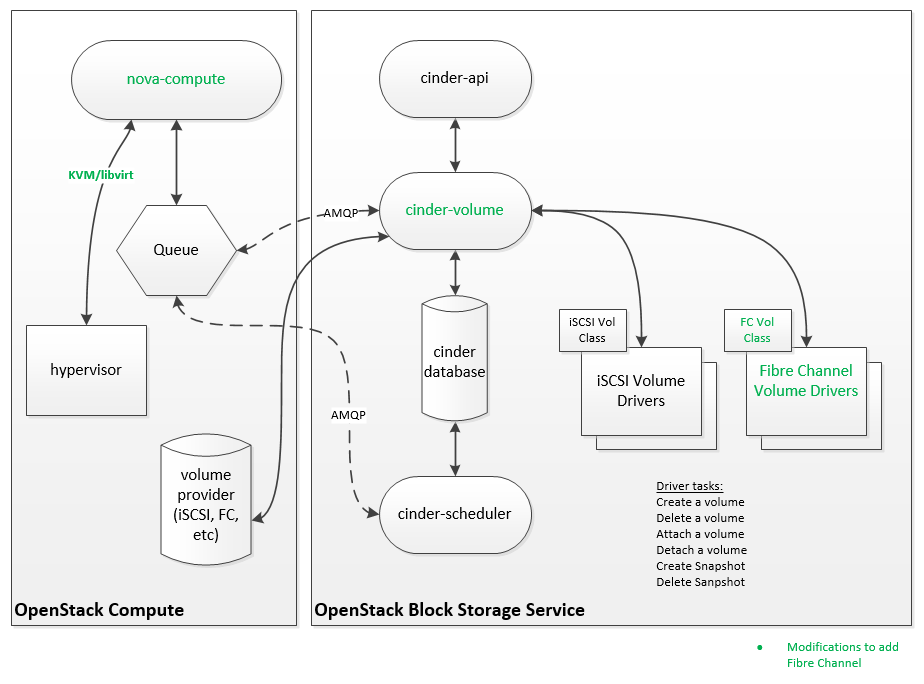 nova-compute
KVM/libvirt
Queue
hypervisor
volume
provider
(iSCSI, FC,
etc)
OpenStack Compute
cinder-api
AMQP
cinder-volume
cinder
database
AMQP
cinder-scheduler
iSCSI Vol
Class
iSCSI Volume
Drivers
FC Vol
Class
Fibre Channel
Volume Drivers
Driver tasks:
Create a volume
Delete a volume
Attach a volume
Detach a volume
Create Snapshot
Delete Sanpshot
OpenStack Block Storage Service
Modifications to add
Fibre Channel